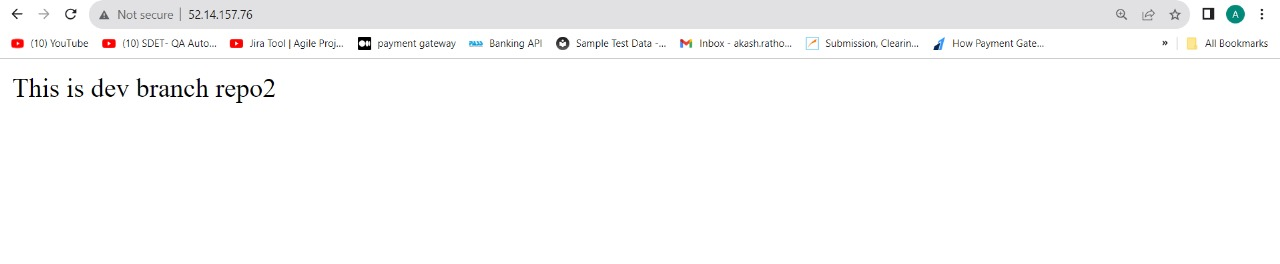 Not secure | 52.14.157.76 A
(10) YouTube (10) SDET- QA Auto... Jira Tool | Agile Proj... payment gateway Banking API Sample Test Data -... Inbox - akash.ratho... Submission, Clearin... How Payment Gate... » All Bookmarks
This is dev branch repo2